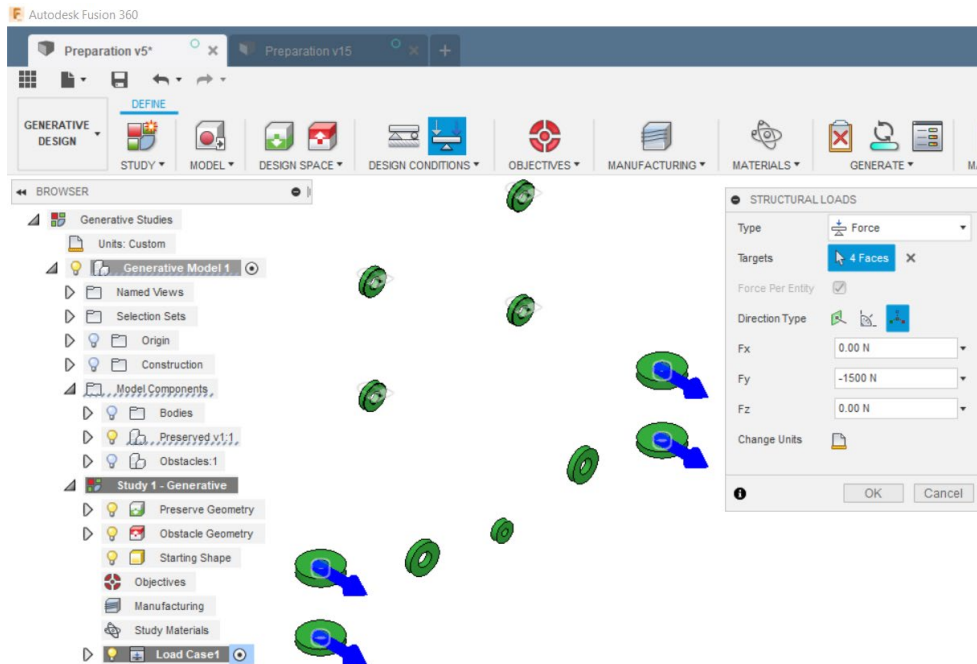 Autodesk Fusion 360
Preparation v5*
Preparation v15
DEFINE
GENERATIVE
DESIGN
STUDY
MODEL
DESIGN SPACE
DESIGN CONDITIONS
OBJECTIVES
MANUFACTURING
MATERIALS
GENERATE
BROWSER
Generative Studies
Units: Custom
Generative Model 1
Named Views
Selection Sets
Origin
Construction
Model Components
Bodies
Preserved v1:1
Obstacles:1
Study 1 - Generative
Preserve Geometry
Obstacle Geometry
Starting Shape
Objectives
Manufacturing
Study Materials
Load Case1
STRUCTURAL LOADS
Type Force
Targets 4 Faces
Force Per Entity
Direction Type
Fx 0.00 N
Fy -1500 N
Fz 0.00 N
Change Units
OK Cancel